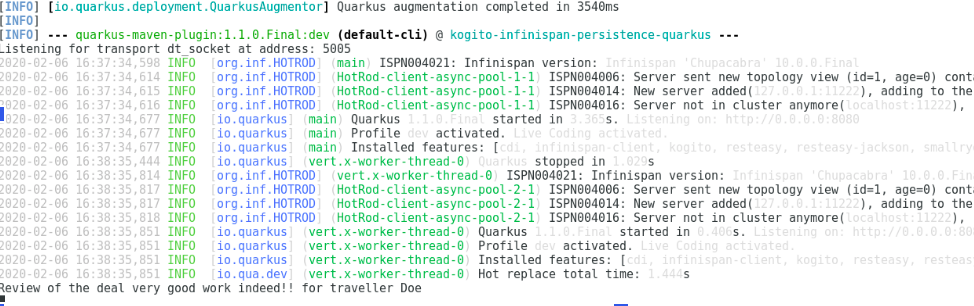 [INFO] [io.quarkus.deployment.QuarkusAugmentor] Quarkus augmentation completed in 3540ms
[INFO]
[INFO] --- quarkus-maven-plugin:1.1.0.Final:dev (default-cli) @ kogito-infinispan-persistence-quarkus ---
Listening for transport dt_socket at address: 5005
2020-02-06 16:37:34,598 INFO  [org.inf.HOTROD] (main) ISPN004021: Infinispan version: Infinispan 'Chupacabra' 10.0.0.Final
2020-02-06 16:37:34,614 INFO  [org.inf.HOTROD] (HotRod-client-async-pool-1-1) ISPN004006: Server sent new topology view (id=1, age=0) conta
2020-02-06 16:37:34,615 INFO  [org.inf.HOTROD] (HotRod-client-async-pool-1-1) ISPN004014: New server added(127.0.0.1:11222), adding to the
2020-02-06 16:37:34,616 INFO  [org.inf.HOTROD] (HotRod-client-async-pool-1-1) ISPN004016: Server not in cluster anymore(localhost:11222),
2020-02-06 16:37:34,677 INFO  [io.quarkus] (main) Quarkus 1.1.0.Final started in 3.365s. Listening on: http://0.0.0.0:8080
2020-02-06 16:37:34,677 INFO  [io.quarkus] (main) Profile dev activated. Live Coding activated.
2020-02-06 16:37:34,677 INFO  [io.quarkus] (main) Installed features: [cdi, infinispan-client, kogito, resteasy, resteasy-jackson, smallrye
2020-02-06 16:38:35,444 INFO  [io.quarkus] (vert.x-worker-thread-0) Quarkus stopped in 1.029s
2020-02-06 16:38:35,814 INFO  [org.inf.HOTROD] (vert.x-worker-thread-0) ISPN004021: Infinispan version: Infinispan 'Chupacabra' 10.0.0.Fina
2020-02-06 16:38:35,817 INFO  [org.inf.HOTROD] (HotRod-client-async-pool-2-1) ISPN004006: Server sent new topology view (id=1, age=0) conta
2020-02-06 16:38:35,817 INFO  [org.inf.HOTROD] (HotRod-client-async-pool-2-1) ISPN004014: New server added(127.0.0.1:11222), adding to the
2020-02-06 16:38:35,818 INFO  [org.inf.HOTROD] (HotRod-client-async-pool-2-1) ISPN004016: Server not in cluster anymore(localhost:11222),
2020-02-06 16:38:35,851 INFO  [io.quarkus] (vert.x-worker-thread-0) Quarkus 1.1.0.Final started in 0.406s. Listening on: http://0.0.0.0:808
2020-02-06 16:38:35,851 INFO  [io.quarkus] (vert.x-worker-thread-0) Profile dev activated. Live Coding activated.
2020-02-06 16:38:35,851 INFO  [io.quarkus] (vert.x-worker-thread-0) Installed features: [cdi, infinispan-client, kogito, resteasy, resteas
2020-02-06 16:38:35,851 INFO  [io.qua.dev] (vert.x-worker-thread-0) Hot replace total time: 1.444s
Review of the deal very good work indeed!! for traveller Doe